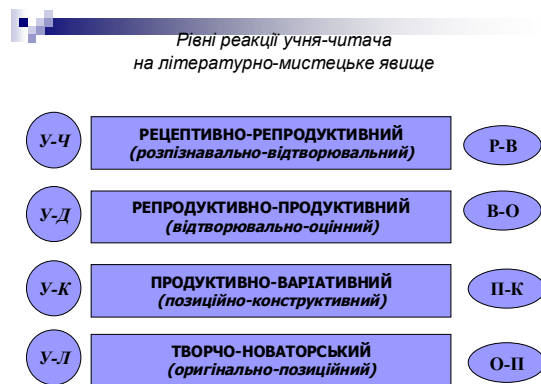 Рівні реакції учня-читача
на літературно-мистецьке явище
У-Ч
РЕЦЕПТИВНО-РЕПРОДУКТИВНИЙ
(розпізнавально-відтворювальний)
Р-В
У-Д
РЕПРОДУКТИВНО-ПРОДУКТИВНИЙ
(відтворювально-оцінний)
В-О
У-К
ПРОДУКТИВНО-ВАРІАТИВНИЙ
(позиційно-конструктивний)
П-К
У-Л
ТВОРЧО-НОВАТОРСЬКИЙ
(оригінально-позиційний)
О-П